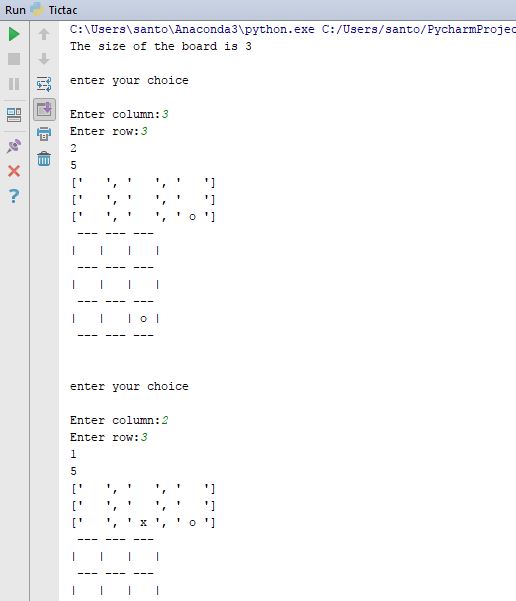 Run Tictac
C:\Users\santo\Anaconda3\python.exe C:/Users/santo/PycharmProjec
The size of the board is 3
enter your choice
Enter column:3
Enter row:3
2
5
['   ', '   ', '   ']
['   ', '   ', '   ']
['   ', '   ', ' o ']
 --- --- ---
|   |   |   |
 --- --- ---
|   |   |   |
 --- --- ---
|   |   | o |
 --- --- ---
enter your choice
Enter column:2
Enter row:3
1
5
['   ', '   ', '   ']
['   ', '   ', '   ']
['   ', ' x ', ' o ']
 --- --- ---
|   |   |   |
 --- --- ---
|   |   |   |